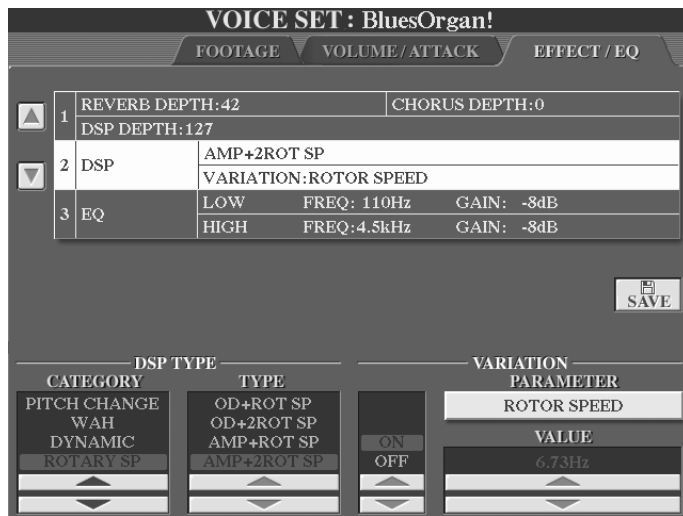 VOICE SET : BluesOrgan!
FOOTAGE VOLUME / ATTACK EFFECT / EQ
1 REVERB DEPTH:42 CHORUS DEPTH:0
DSP DEPTH:127
2 DSP AMP+2ROT SP
VARIATION:ROTOR SPEED
3 EQ LOW FREQ: 110Hz GAIN: -8dB
HIGH FREQ:4.5kHz GAIN: -8dB
SAVE
DSP TYPE VARIATION
CATEGORY TYPE PARAMETER
PITCH CHANGE OD+ROT SP ROTOR SPEED
WAH OD+2ROT SP
DYNAMIC AMP+ROT SP ON VALUE
ROTARY SP AMP+2ROT SP OFF 6.73Hz